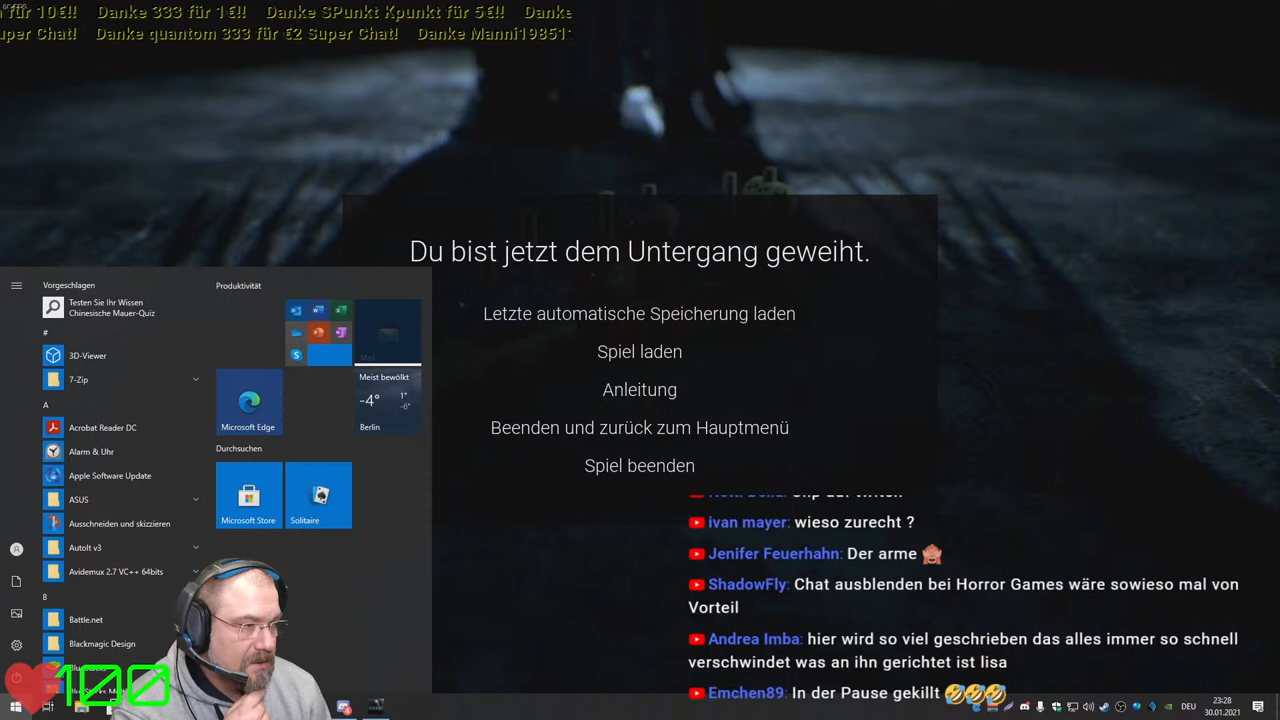 60 FPS
für 10€!! Danke 333 für 1€!! Danke SPunkt Kpunkt für 5€!! Danke
uper Chat! Danke quantom 333 für €2 Super Chat! Danke Manni19851
Du bist jetzt dem Untergang geweiht.
Letzte automatische Speicherung laden
Spiel laden
Anleitung
Beenden und zurück zum Hauptmenü
Spiel beenden
Vorgeschlagen
Testen Sie Ihr Wissen
Chinesische Mauer-Quiz
#
3D-Viewer
7-Zip
A
Acrobat Reader DC
Alarm & Uhr
Apple Software Update
ASUS
Ausschneiden und skizzieren
AutoIt v3
Avidemux 2.7 VC++ 64bits
B
Battle.net
Blackmagic Design
Produktivität
Mail
Microsoft Edge
Meist bewölkt
-4° 1°
-6°
Berlin
Durchsuchen
Microsoft Store
Solitaire
ivan mayer: wieso zurecht ?
Jenifer Feuerhahn: Der arme 🙈
ShadowFly: Chat ausblenden bei Horror Games wäre sowieso mal von
Vorteil
Andrea Imba: hier wird so viel geschrieben das alles immer so schnell
verschwindet was an ihn gerichtet ist lisa
Emchen89: In der Pause gekillt 🤣🤣🤣
100
DEU
23:28
30.01.2021